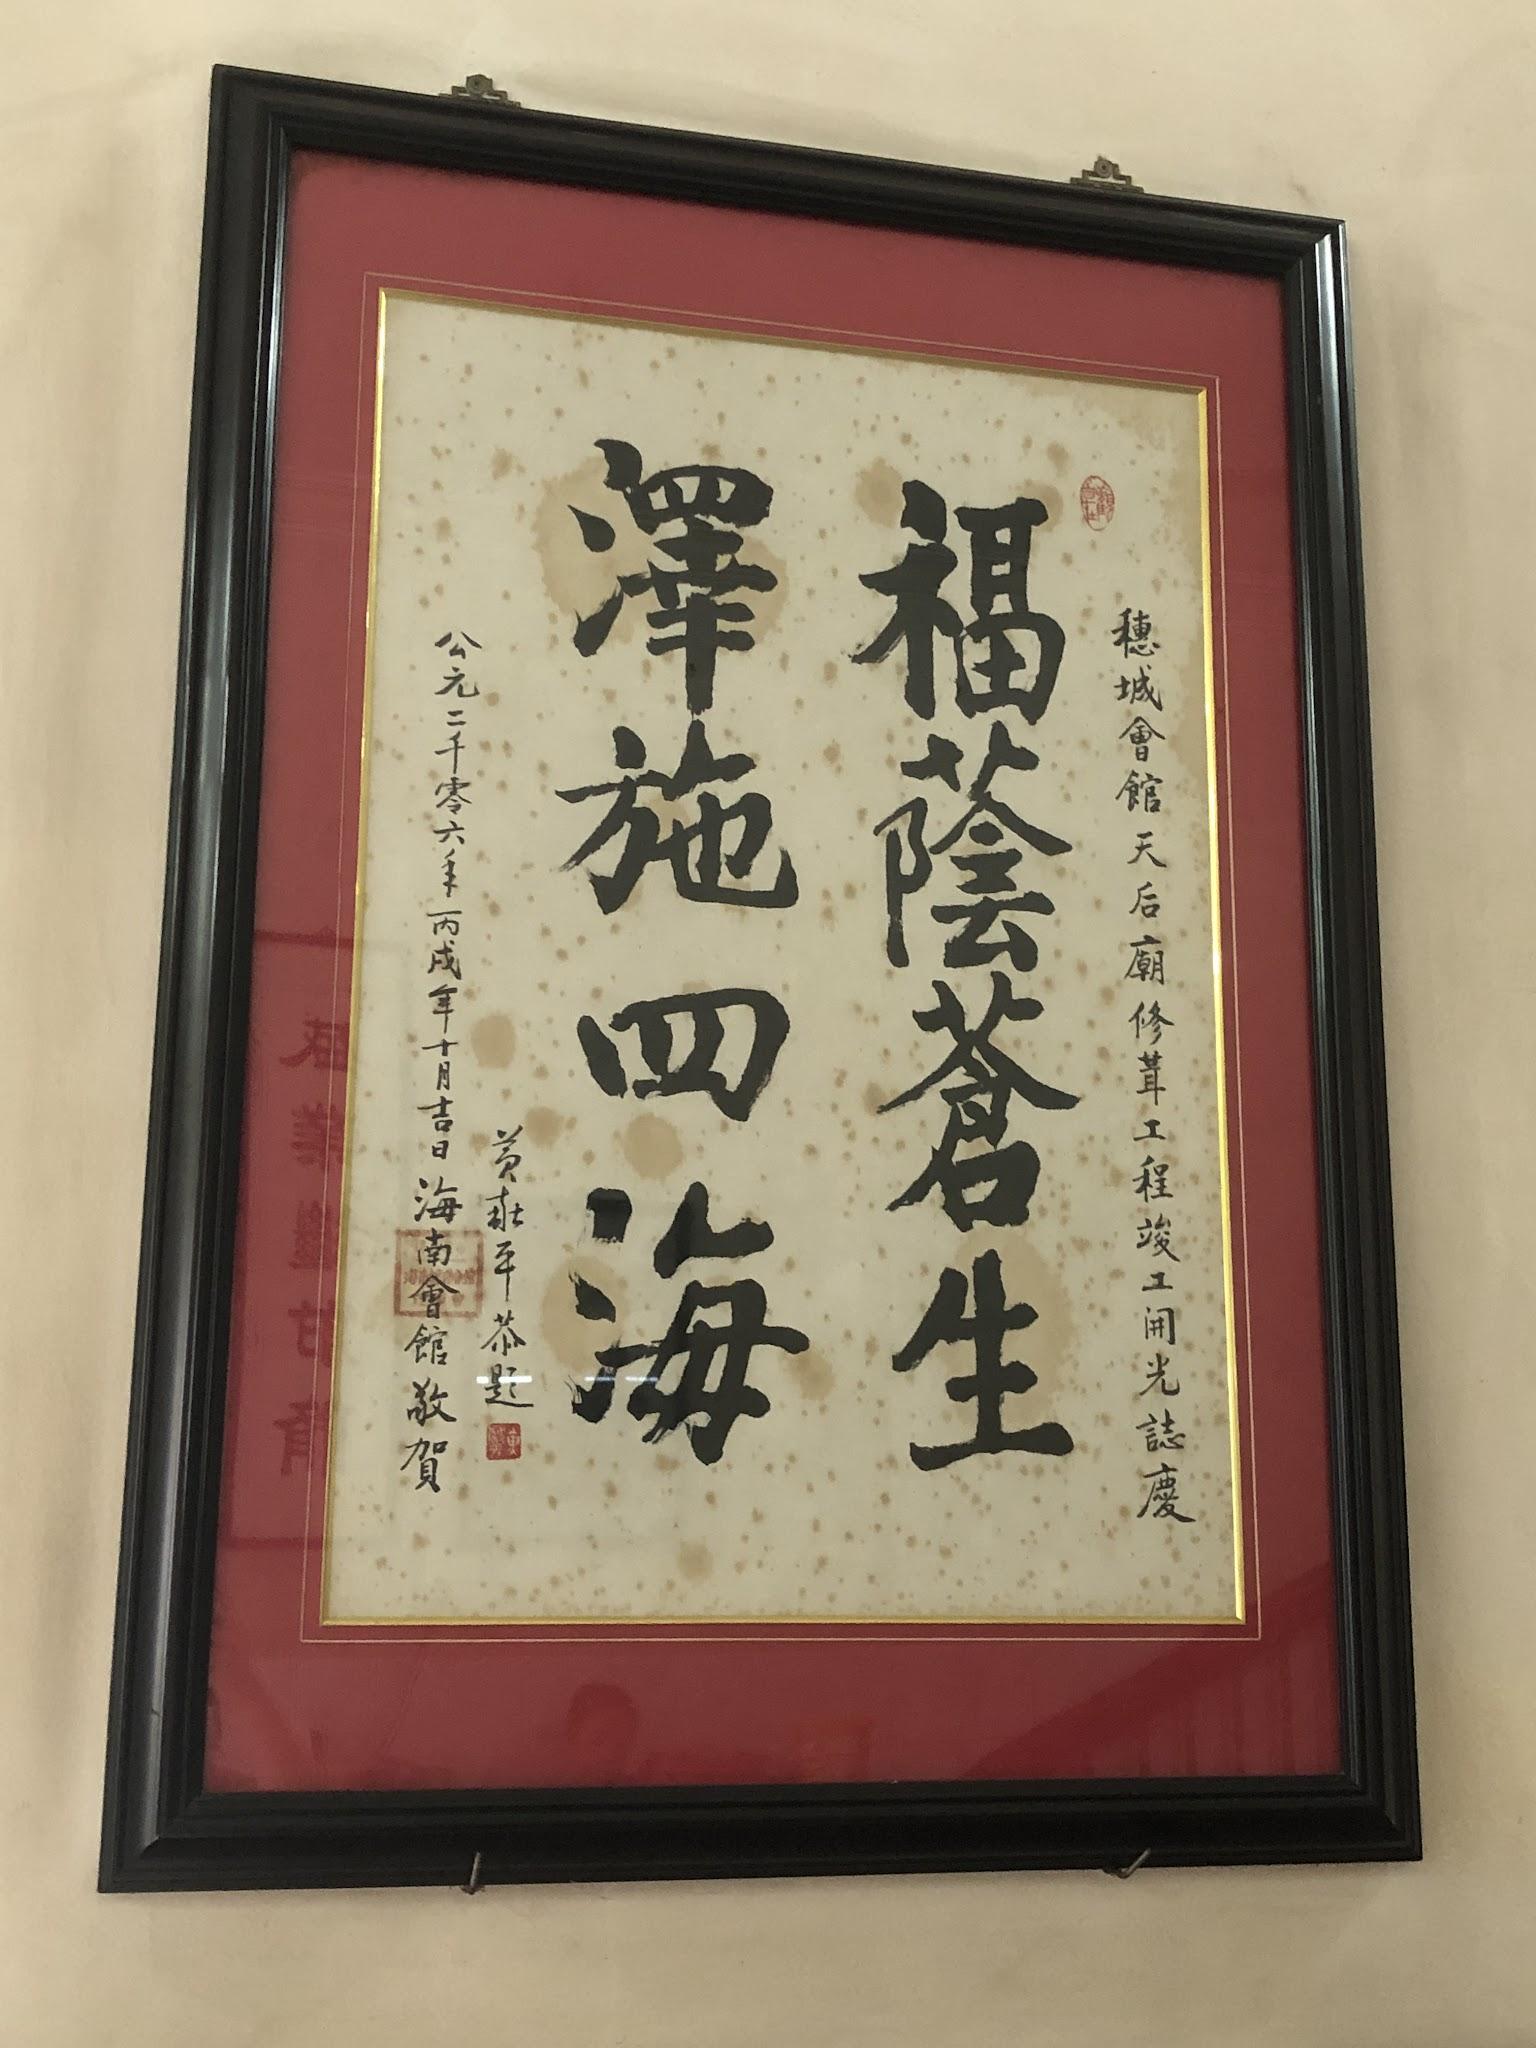 穗城會館天后廟修葺工程竣工開光誌慶
福蔭蒼生
澤施四海
黃莊平恭題
公元二千零六年丙戌年十月吉日海南會館敬賀